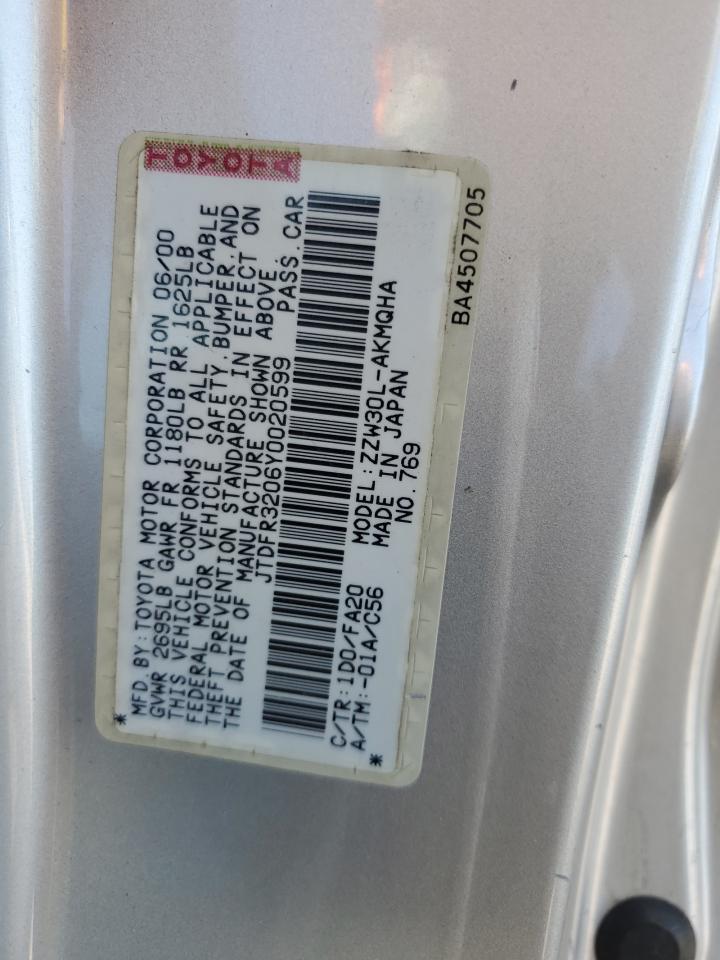 TOYOTA
MFD. BY: TOYOTA MOTOR CORPORATION 06/00
GVWR 2695LB GAWR FR 1180LB RR 1625LB
THIS VEHICLE CONFORMS TO ALL APPLICABLE
FEDERAL MOTOR VEHICLE SAFETY, BUMPER, AND
THEFT PREVENTION STANDARDS IN EFFECT ON
THE DATE OF MANUFACTURE SHOWN ABOVE.
JTDFR3206Y0020599 PASS. CAR
C/TR: 1D0/FA20 MODEL: ZZW30L-AKMQHA
A/TM: -01A/C56 MADE IN JAPAN
NO. 769
BA4507705